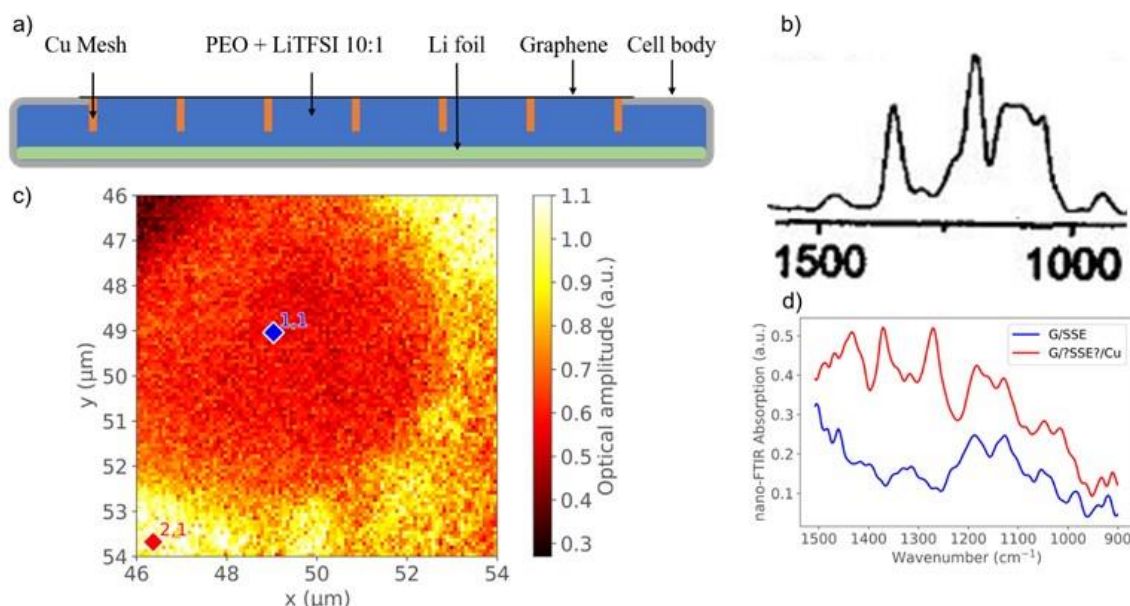 a)
Cu Mesh PEO + LiTFSI 10:1 Li foil Graphene Cell body
b)
1500 1000
c)
46
47
48
49
50
51
52
53
54
y (μm)
46 48 50 52 54
x (μm)
1,1
2,1
1.1
1.0
0.9
0.8
0.7
0.6
0.5
0.4
0.3
Optical amplitude (a.u.)
d)
0.5
0.4
0.3
0.2
0.1
nano-FTIR Absorption (a.u.)
G/SSE
G/?SSE?/Cu
1500 1400 1300 1200 1100 1000 900
Wavenumber (cm⁻¹)